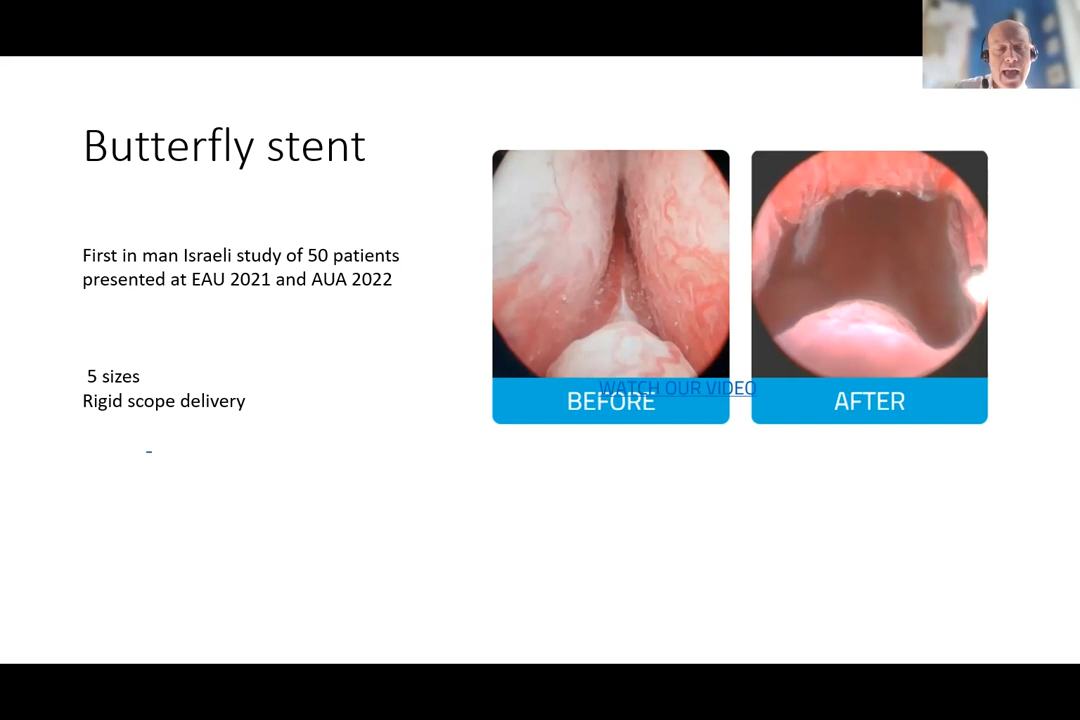 Butterfly stent
First in man Israeli study of 50 patients
presented at EAU 2021 and AUA 2022
5 sizes
Rigid scope delivery
-
WATCH OUR VIDEO
BEFORE
AFTER